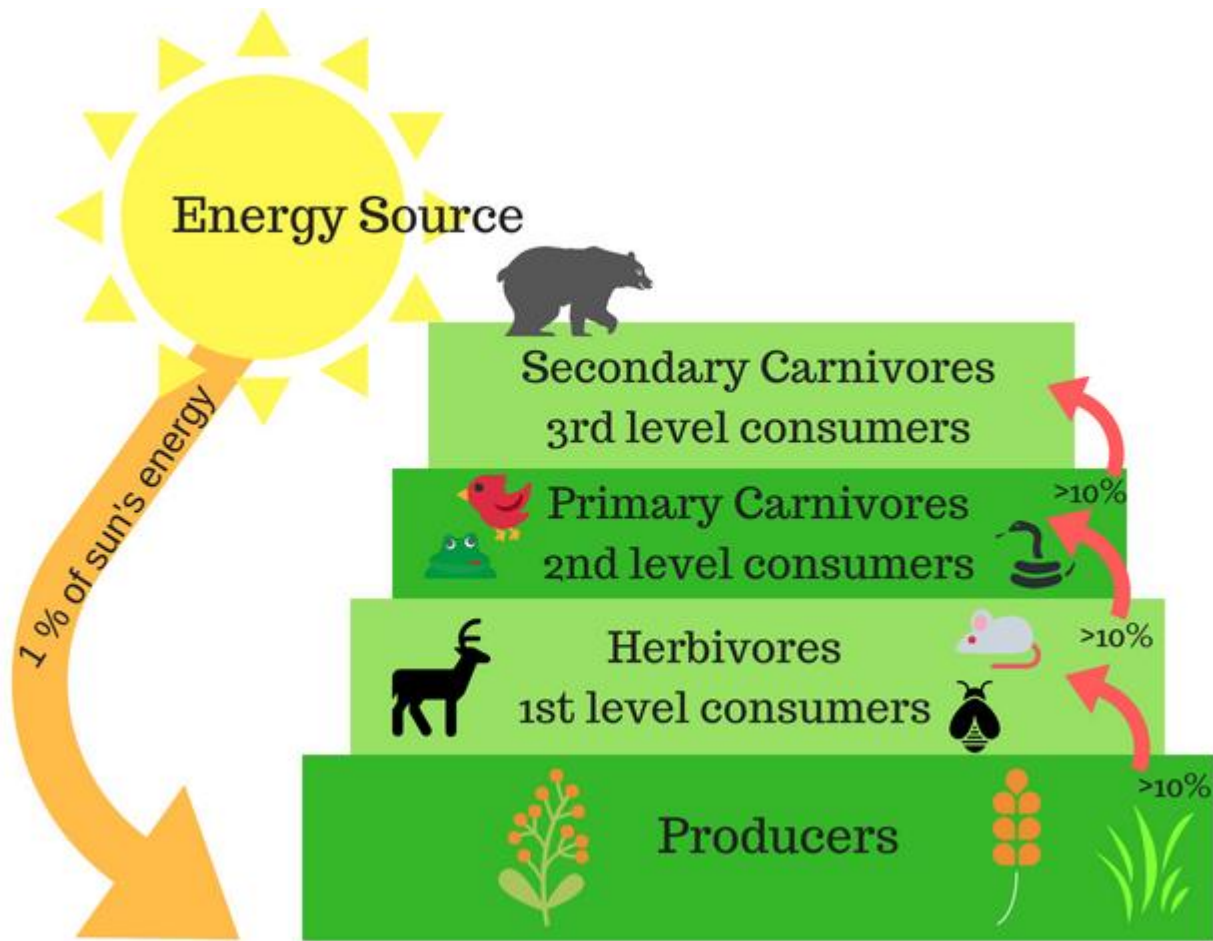 Energy Source
1 % of sun's energy
Secondary Carnivores
3rd level consumers
>10%
Primary Carnivores
2nd level consumers
>10%
Herbivores
1st level consumers
>10%
Producers